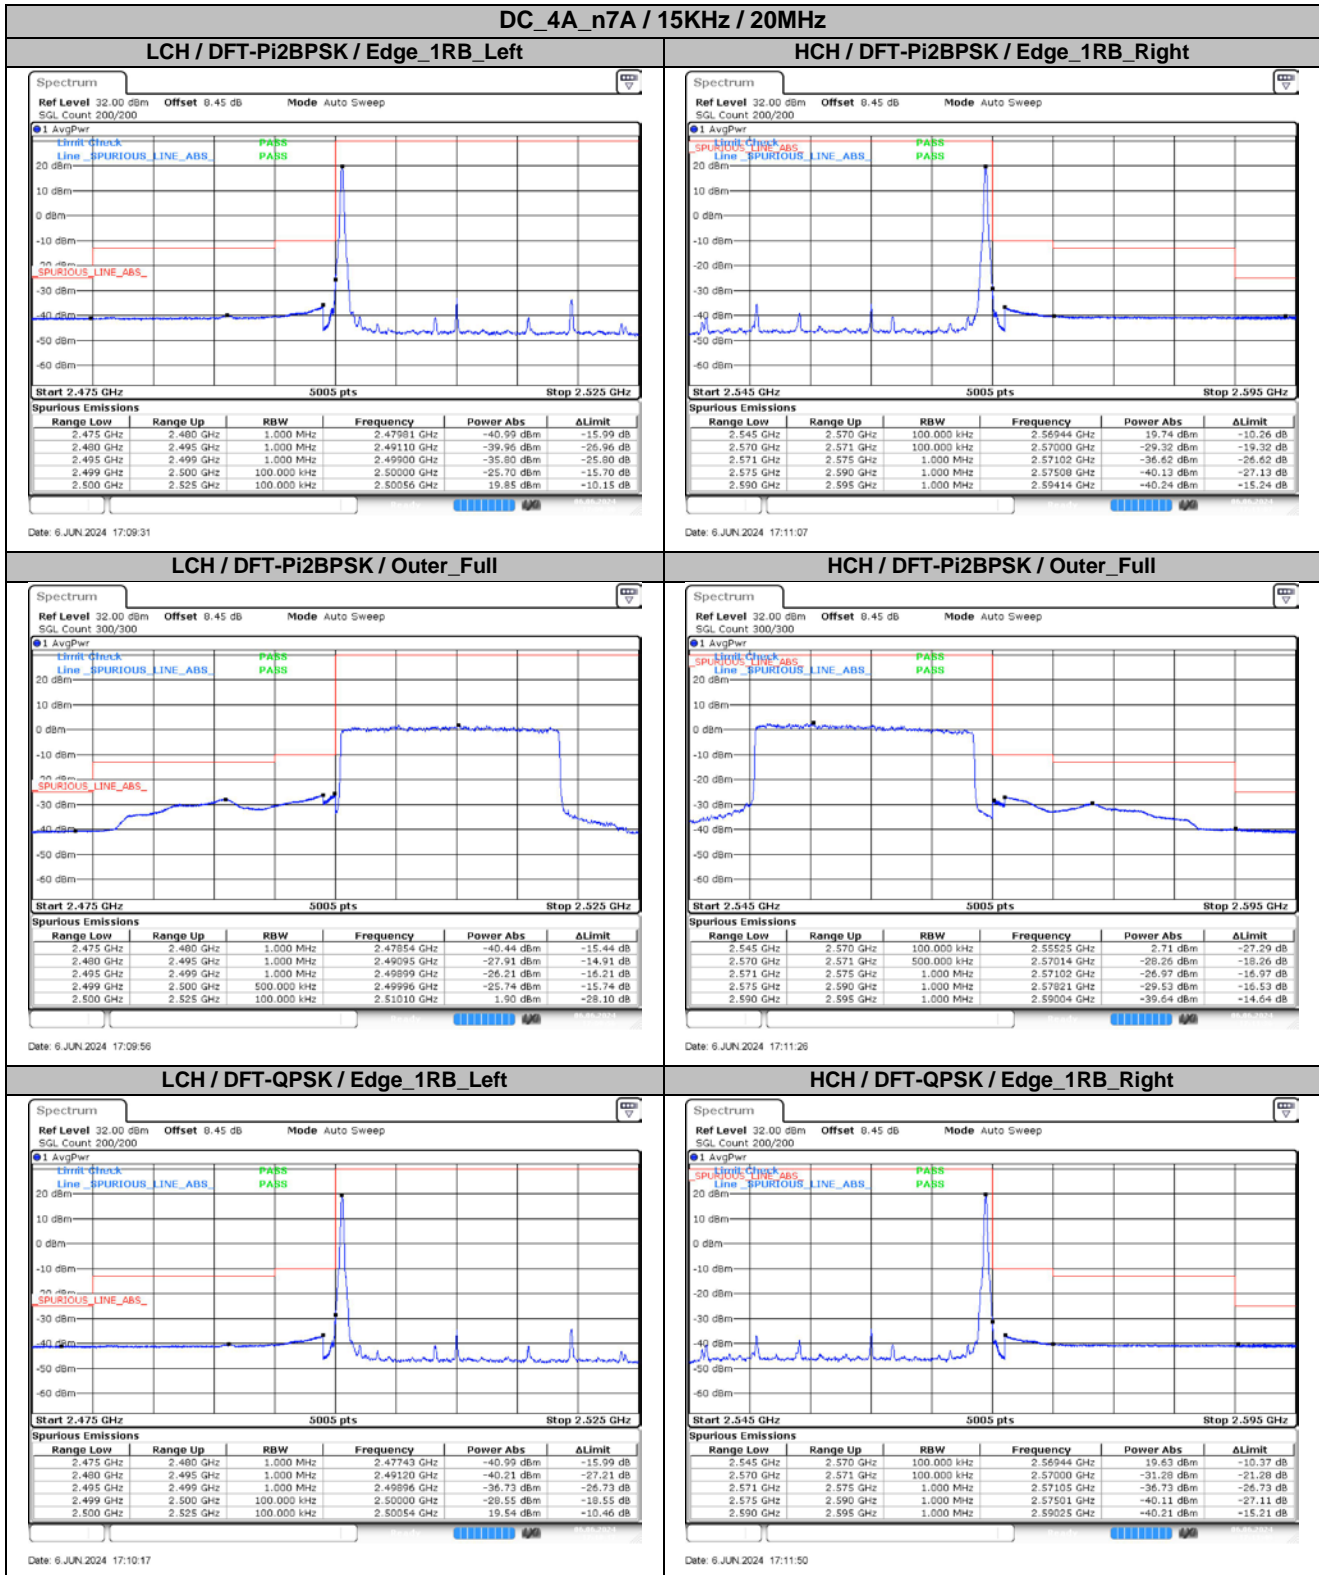 DC_4A_n7A / 15KHz / 20MHz
LCH / DFT-Pi2BPSK / Edge_1RB_Left
HCH / DFT-Pi2BPSK / Edge_1RB_Right
Spectrum
Ref Level 32.00 dBm Offset 8.45 dB Mode Auto Sweep
SGL Count 200/200
1 AvgPwr
Limit Check PASS
Line _SPURIOUS_LINE_ABS_ PASS
20 dBm
10 dBm
0 dBm
-10 dBm
-20 dBm
_SPURIOUS_LINE_ABS_
-30 dBm
-40 dBm
-50 dBm
-60 dBm
Start 2.475 GHz 5005 pts Stop 2.525 GHz
Spurious Emissions
Range Low Range Up RBW Frequency Power Abs ΔLimit
2.475 GHz 2.480 GHz 1.000 MHz 2.47981 GHz -40.99 dBm -15.99 dB
2.480 GHz 2.495 GHz 1.000 MHz 2.49110 GHz -39.96 dBm -26.96 dB
2.495 GHz 2.499 GHz 1.000 MHz 2.49900 GHz -35.80 dBm -25.80 dB
2.499 GHz 2.500 GHz 100.000 kHz 2.50000 GHz -25.70 dBm -15.70 dB
2.500 GHz 2.525 GHz 100.000 kHz 2.50056 GHz 19.85 dBm -10.15 dB
Date: 6.JUN.2024 17:09:31
Spectrum
Ref Level 32.00 dBm Offset 8.45 dB Mode Auto Sweep
SGL Count 200/200
1 AvgPwr
Limit Check PASS
_SPURIOUS_LINE_ABS_
Line _SPURIOUS_LINE_ABS_ PASS
20 dBm
10 dBm
0 dBm
-10 dBm
-20 dBm
-30 dBm
-40 dBm
-50 dBm
-60 dBm
Start 2.545 GHz 5005 pts Stop 2.595 GHz
Spurious Emissions
Range Low Range Up RBW Frequency Power Abs ΔLimit
2.545 GHz 2.570 GHz 100.000 kHz 2.56944 GHz 19.74 dBm -10.26 dB
2.570 GHz 2.571 GHz 100.000 kHz 2.57000 GHz -29.32 dBm -19.32 dB
2.571 GHz 2.575 GHz 1.000 MHz 2.57102 GHz -36.62 dBm -26.62 dB
2.575 GHz 2.590 GHz 1.000 MHz 2.57508 GHz -40.13 dBm -27.13 dB
2.590 GHz 2.595 GHz 1.000 MHz 2.59414 GHz -40.24 dBm -15.24 dB
Date: 6.JUN.2024 17:11:07
LCH / DFT-Pi2BPSK / Outer_Full
HCH / DFT-Pi2BPSK / Outer_Full
Spectrum
Ref Level 32.00 dBm Offset 8.45 dB Mode Auto Sweep
SGL Count 300/300
1 AvgPwr
Limit Check PASS
Line _SPURIOUS_LINE_ABS_ PASS
20 dBm
10 dBm
0 dBm
-10 dBm
-20 dBm
_SPURIOUS_LINE_ABS_
-30 dBm
-40 dBm
-50 dBm
-60 dBm
Start 2.475 GHz 5005 pts Stop 2.525 GHz
Spurious Emissions
Range Low Range Up RBW Frequency Power Abs ΔLimit
2.475 GHz 2.480 GHz 1.000 MHz 2.47854 GHz -40.44 dBm -15.44 dB
2.480 GHz 2.495 GHz 1.000 MHz 2.49095 GHz -27.91 dBm -14.91 dB
2.495 GHz 2.499 GHz 1.000 MHz 2.49899 GHz -26.21 dBm -16.21 dB
2.499 GHz 2.500 GHz 500.000 kHz 2.49996 GHz -25.74 dBm -15.74 dB
2.500 GHz 2.525 GHz 100.000 kHz 2.51010 GHz 1.90 dBm -28.10 dB
Date: 6.JUN.2024 17:09:56
Spectrum
Ref Level 32.00 dBm Offset 8.45 dB Mode Auto Sweep
SGL Count 300/300
1 AvgPwr
Limit Check PASS
_SPURIOUS_LINE_ABS_
Line _SPURIOUS_LINE_ABS_ PASS
20 dBm
10 dBm
0 dBm
-10 dBm
-20 dBm
-30 dBm
-40 dBm
-50 dBm
-60 dBm
Start 2.545 GHz 5005 pts Stop 2.595 GHz
Spurious Emissions
Range Low Range Up RBW Frequency Power Abs ΔLimit
2.545 GHz 2.570 GHz 100.000 kHz 2.55525 GHz 2.71 dBm -27.29 dB
2.570 GHz 2.571 GHz 500.000 kHz 2.57014 GHz -28.26 dBm -18.26 dB
2.571 GHz 2.575 GHz 1.000 MHz 2.57102 GHz -26.97 dBm -16.97 dB
2.575 GHz 2.590 GHz 1.000 MHz 2.57821 GHz -29.53 dBm -16.53 dB
2.590 GHz 2.595 GHz 1.000 MHz 2.59004 GHz -39.64 dBm -14.64 dB
Date: 6.JUN.2024 17:11:26
LCH / DFT-QPSK / Edge_1RB_Left
HCH / DFT-QPSK / Edge_1RB_Right
Spectrum
Ref Level 32.00 dBm Offset 8.45 dB Mode Auto Sweep
SGL Count 200/200
1 AvgPwr
Limit Check PASS
Line _SPURIOUS_LINE_ABS_ PASS
20 dBm
10 dBm
0 dBm
-10 dBm
-20 dBm
_SPURIOUS_LINE_ABS_
-30 dBm
-40 dBm
-50 dBm
-60 dBm
Start 2.475 GHz 5005 pts Stop 2.525 GHz
Spurious Emissions
Range Low Range Up RBW Frequency Power Abs ΔLimit
2.475 GHz 2.480 GHz 1.000 MHz 2.47743 GHz -40.99 dBm -15.99 dB
2.480 GHz 2.495 GHz 1.000 MHz 2.49120 GHz -40.21 dBm -27.21 dB
2.495 GHz 2.499 GHz 1.000 MHz 2.49896 GHz -36.73 dBm -26.73 dB
2.499 GHz 2.500 GHz 100.000 kHz 2.50000 GHz -28.55 dBm -18.55 dB
2.500 GHz 2.525 GHz 100.000 kHz 2.50054 GHz 19.54 dBm -10.46 dB
Date: 6.JUN.2024 17:10:17
Spectrum
Ref Level 32.00 dBm Offset 8.45 dB Mode Auto Sweep
SGL Count 200/200
1 AvgPwr
Limit Check PASS
_SPURIOUS_LINE_ABS_
Line _SPURIOUS_LINE_ABS_ PASS
20 dBm
10 dBm
0 dBm
-10 dBm
-20 dBm
-30 dBm
-40 dBm
-50 dBm
-60 dBm
Start 2.545 GHz 5005 pts Stop 2.595 GHz
Spurious Emissions
Range Low Range Up RBW Frequency Power Abs ΔLimit
2.545 GHz 2.570 GHz 100.000 kHz 2.56944 GHz 19.63 dBm -10.37 dB
2.570 GHz 2.571 GHz 100.000 kHz 2.57000 GHz -31.28 dBm -21.28 dB
2.571 GHz 2.575 GHz 1.000 MHz 2.57105 GHz -36.73 dBm -26.73 dB
2.575 GHz 2.590 GHz 1.000 MHz 2.57501 GHz -40.11 dBm -27.11 dB
2.590 GHz 2.595 GHz 1.000 MHz 2.59025 GHz -40.21 dBm -15.21 dB
Date: 6.JUN.2024 17:11:50